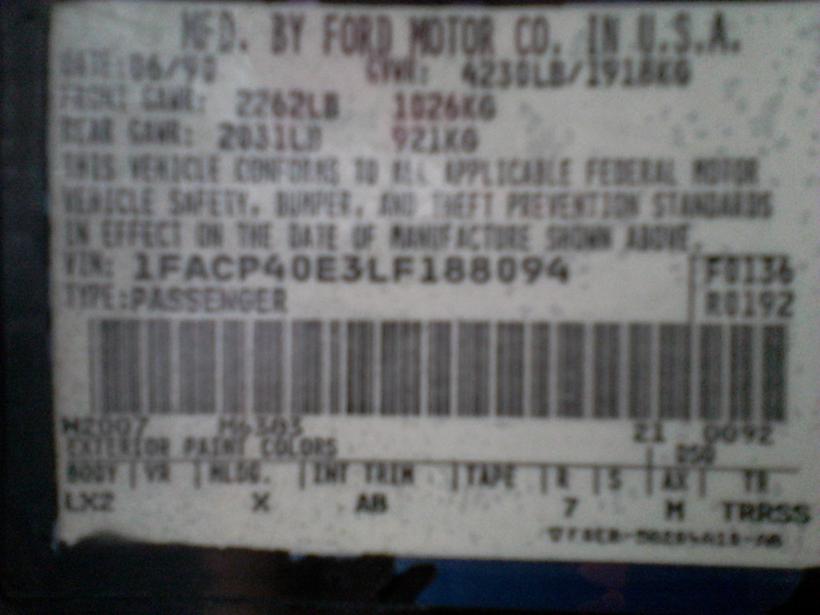 MFD. BY FORD MOTOR CO. IN U.S.A.
DATE:06/90 GVWR: 4230LB/1918KG
FRONT GAWR: 2262LB 1026KG
REAR GAWR: 2031LB 921KG
THIS VEHICLE CONFORMS TO ALL APPLICABLE FEDERAL MOTOR
VEHICLE SAFETY, BUMPER, AND THEFT PREVENTION STANDARDS
IN EFFECT ON THE DATE OF MANUFACTURE SHOWN ABOVE.
VIN: 1FACP40E3LF188094 F0136
TYPE:PASSENGER R0192
21 0092
EXTERIOR PAINT COLORS DSO
BODY VR MLDG. INT TRIM TAPE R S AX TR
LX2 X AB 7 M TRRSS